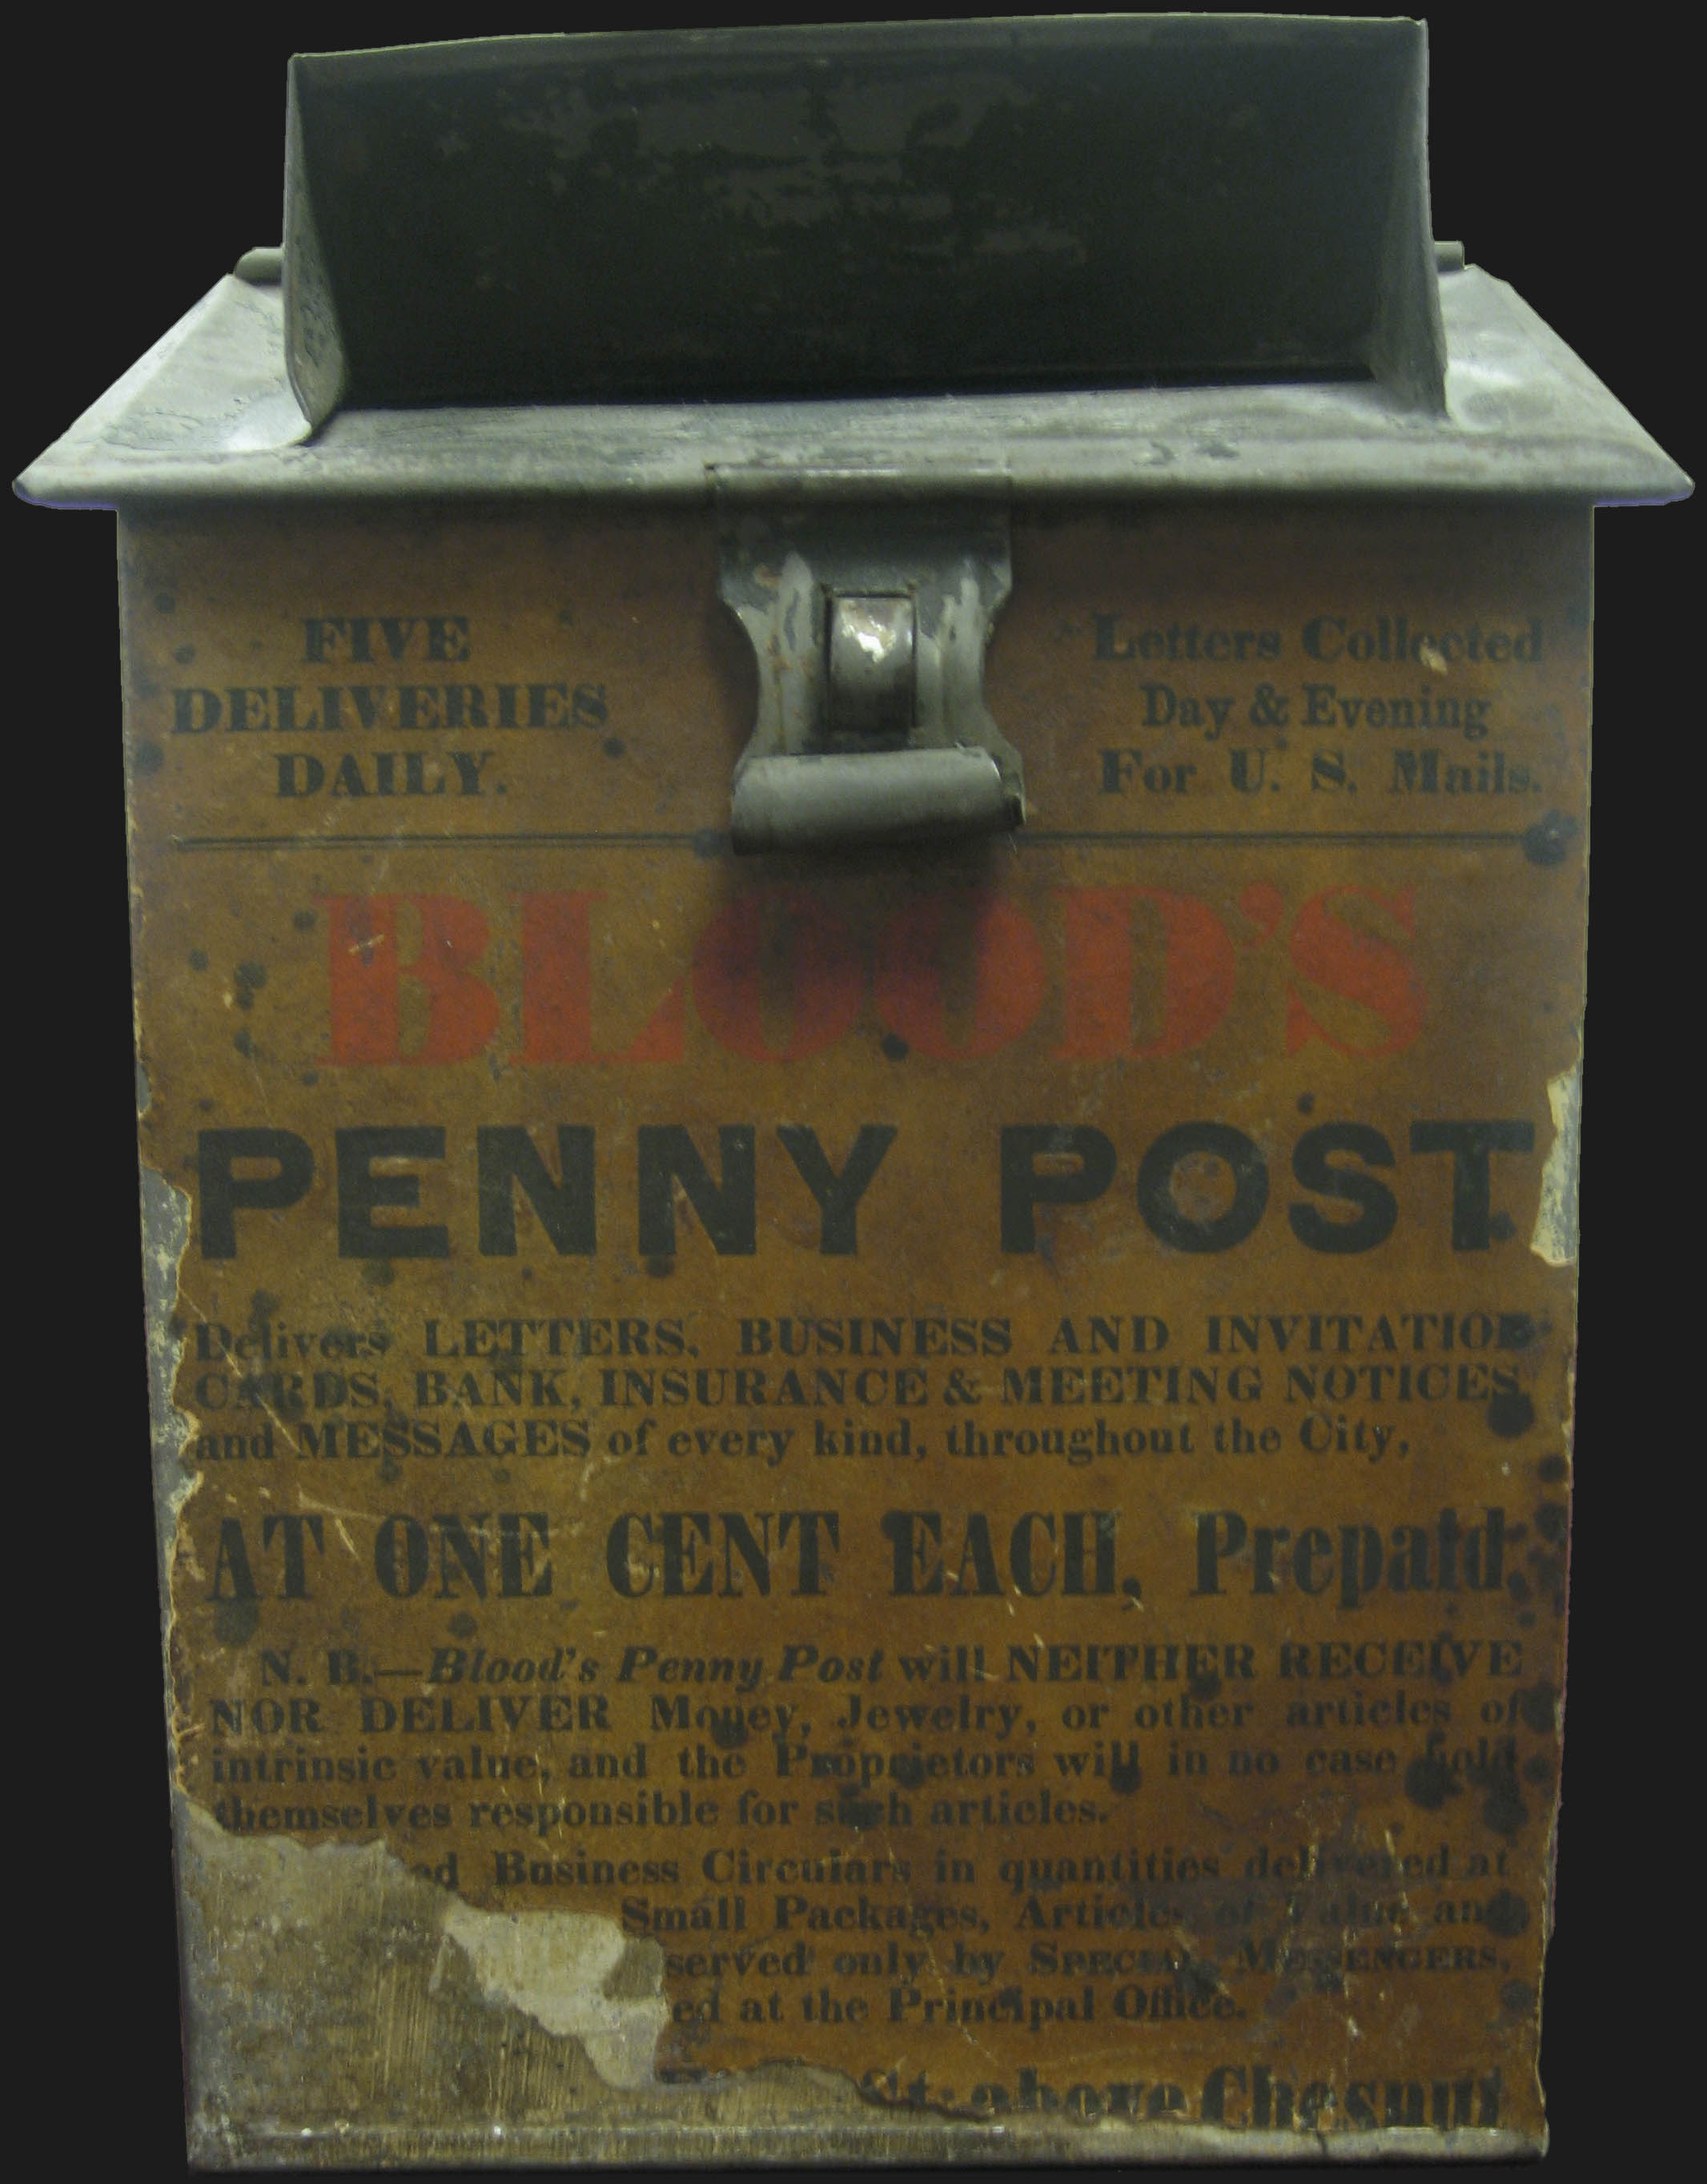 FIVE
DELIVERIES
DAILY.
Letters Collected
Day & Evening
For U. S. Mails.
BLOOD'S
PENNY POST
Delivers LETTERS, BUSINESS AND INVITATION
CARDS, BANK, INSURANCE & MEETING NOTICES,
and MESSAGES of every kind, throughout the City,
AT ONE CENT EACH, Prepaid.
N. B.—Blood's Penny Post will NEITHER RECEIVE
NOR DELIVER Money, Jewelry, or other articles of
intrinsic value, and the Proprietors will in no case hold
themselves responsible for such articles.
ed Business Circulars in quantities delivered at
Small Packages, Articles of Value and
served only by SPECIAL MESSENGERS,
ed at the Principal Office.
St. above Chesnut